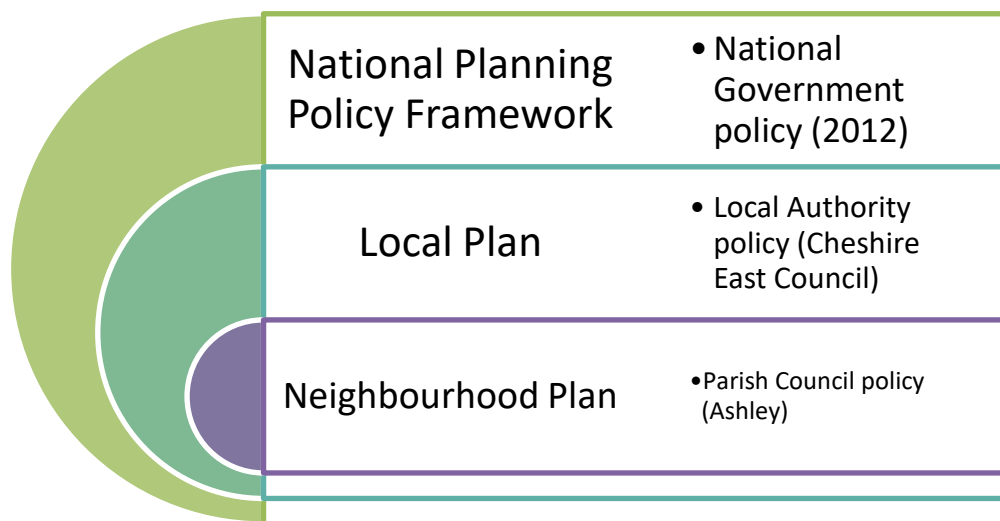 National Planning
Policy Framework
• National
Government
policy (2012)
Local Plan
• Local Authority
policy (Cheshire
East Council)
Neighbourhood Plan
•Parish Council policy
(Ashley)